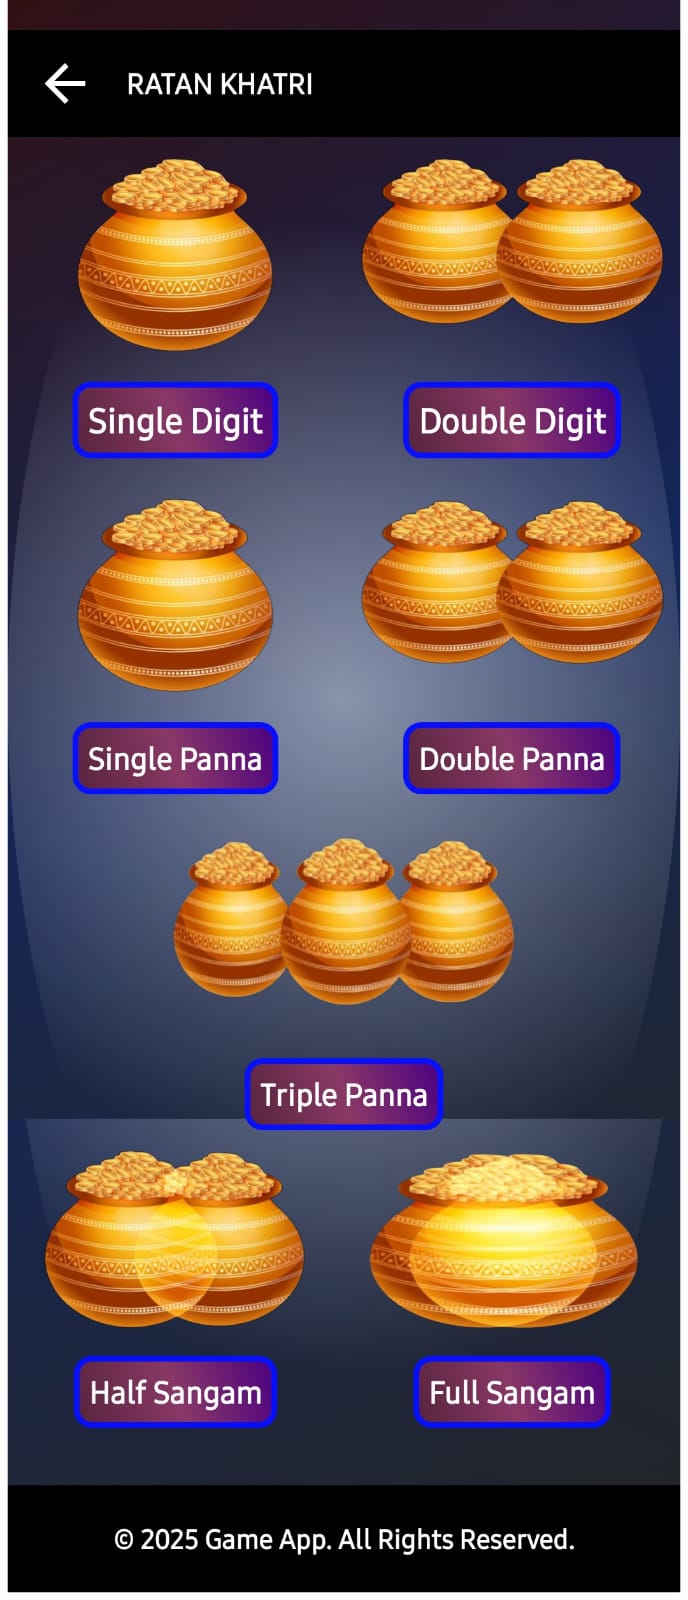 RATAN KHATRI
Single Digit
Double Digit
Single Panna
Double Panna
Triple Panna
Half Sangam
Full Sangam
© 2025 Game App. All Rights Reserved.